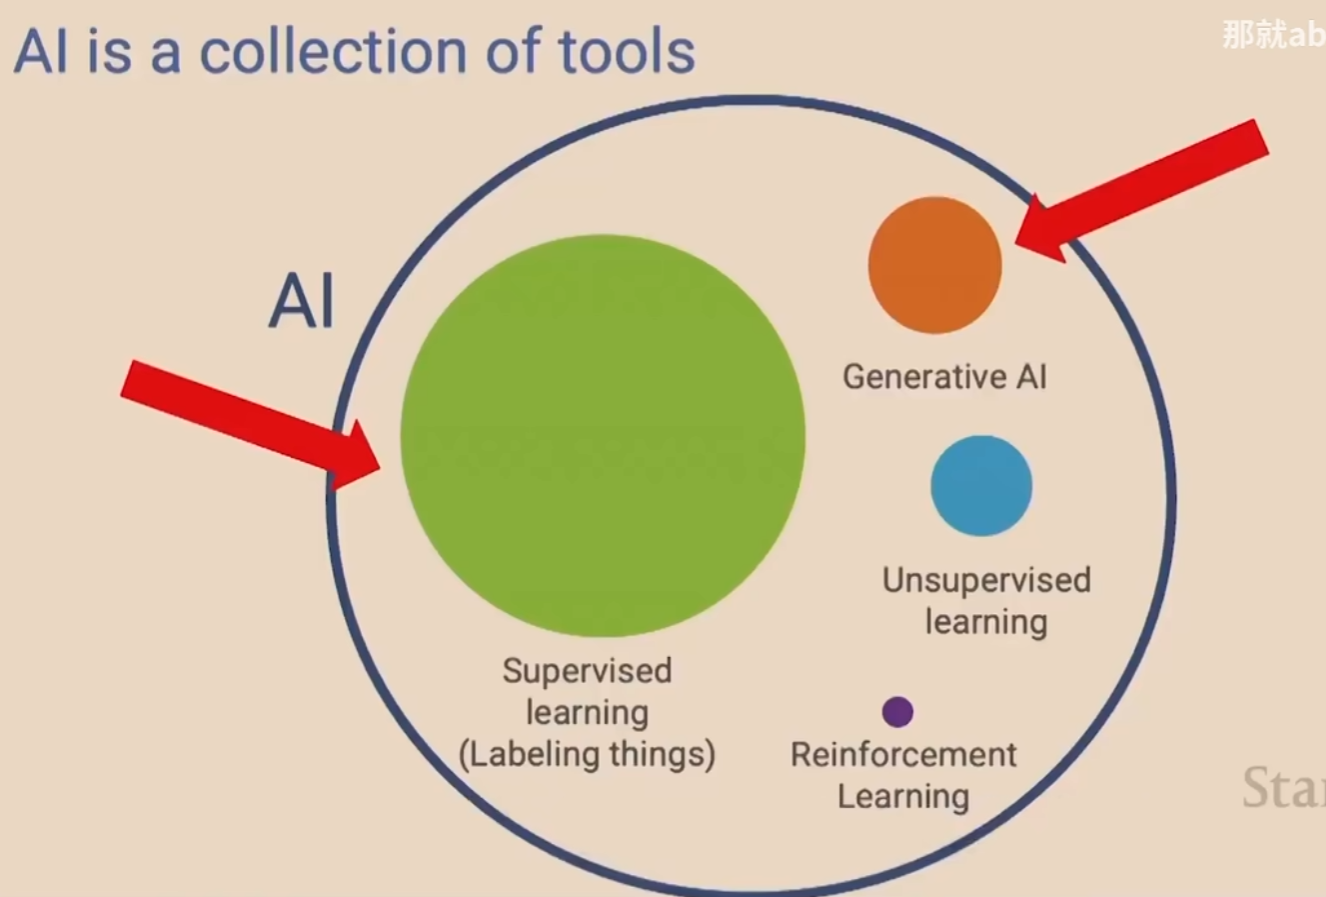 AI is a collection of tools
那就ab
AI
Generative AI
Unsupervised
learning
Supervised
learning
(Labeling things)
Reinforcement
Learning